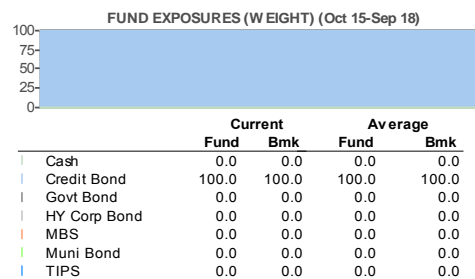 FUND EXPOSURES (WEIGHT) (Oct 15-Sep 18)
100
75
50
25
0
Current Average
Fund Bmk Fund Bmk
Cash 0.0 0.0 0.0 0.0
Credit Bond 100.0 100.0 100.0 100.0
Govt Bond 0.0 0.0 0.0 0.0
HY Corp Bond 0.0 0.0 0.0 0.0
MBS 0.0 0.0 0.0 0.0
Muni Bond 0.0 0.0 0.0 0.0
TIPS 0.0 0.0 0.0 0.0